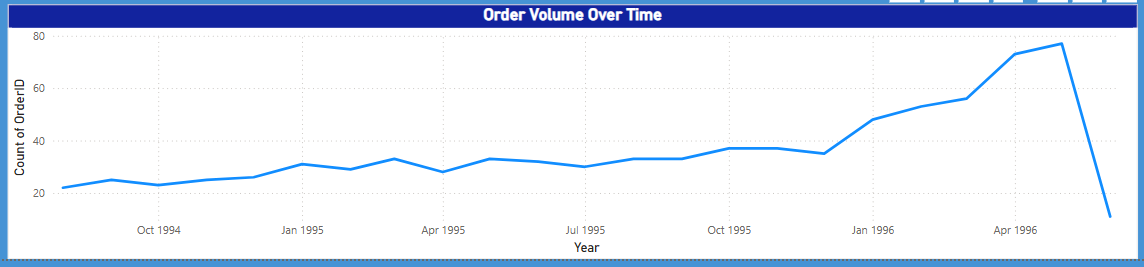 Order Volume Over Time
80
60
40
20
Count of OrderID
Oct 1994 Jan 1995 Apr 1995 Jul 1995 Oct 1995 Jan 1996 Apr 1996
Year